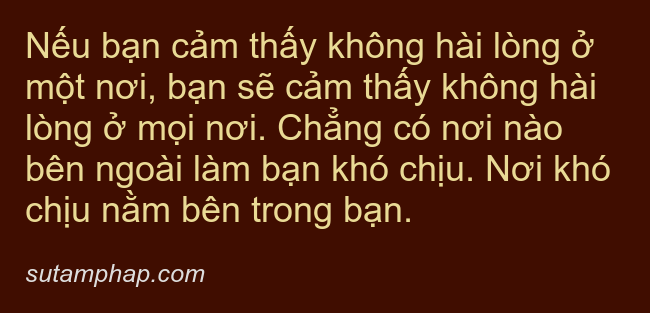 Nếu bạn cảm thấy không hài lòng ở
một nơi, bạn sẽ cảm thấy không hài
lòng ở mọi nơi. Chẳng có nơi nào
bên ngoài làm bạn khó chịu. Nơi khó
chịu nằm bên trong bạn.
sutamphap.com